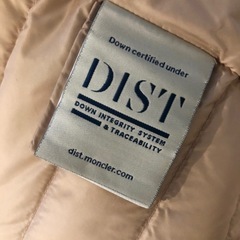 Down certified under
DIST
DOWN INTEGRITY SYSTEM
& TRACEABILITY
dist.moncler.com